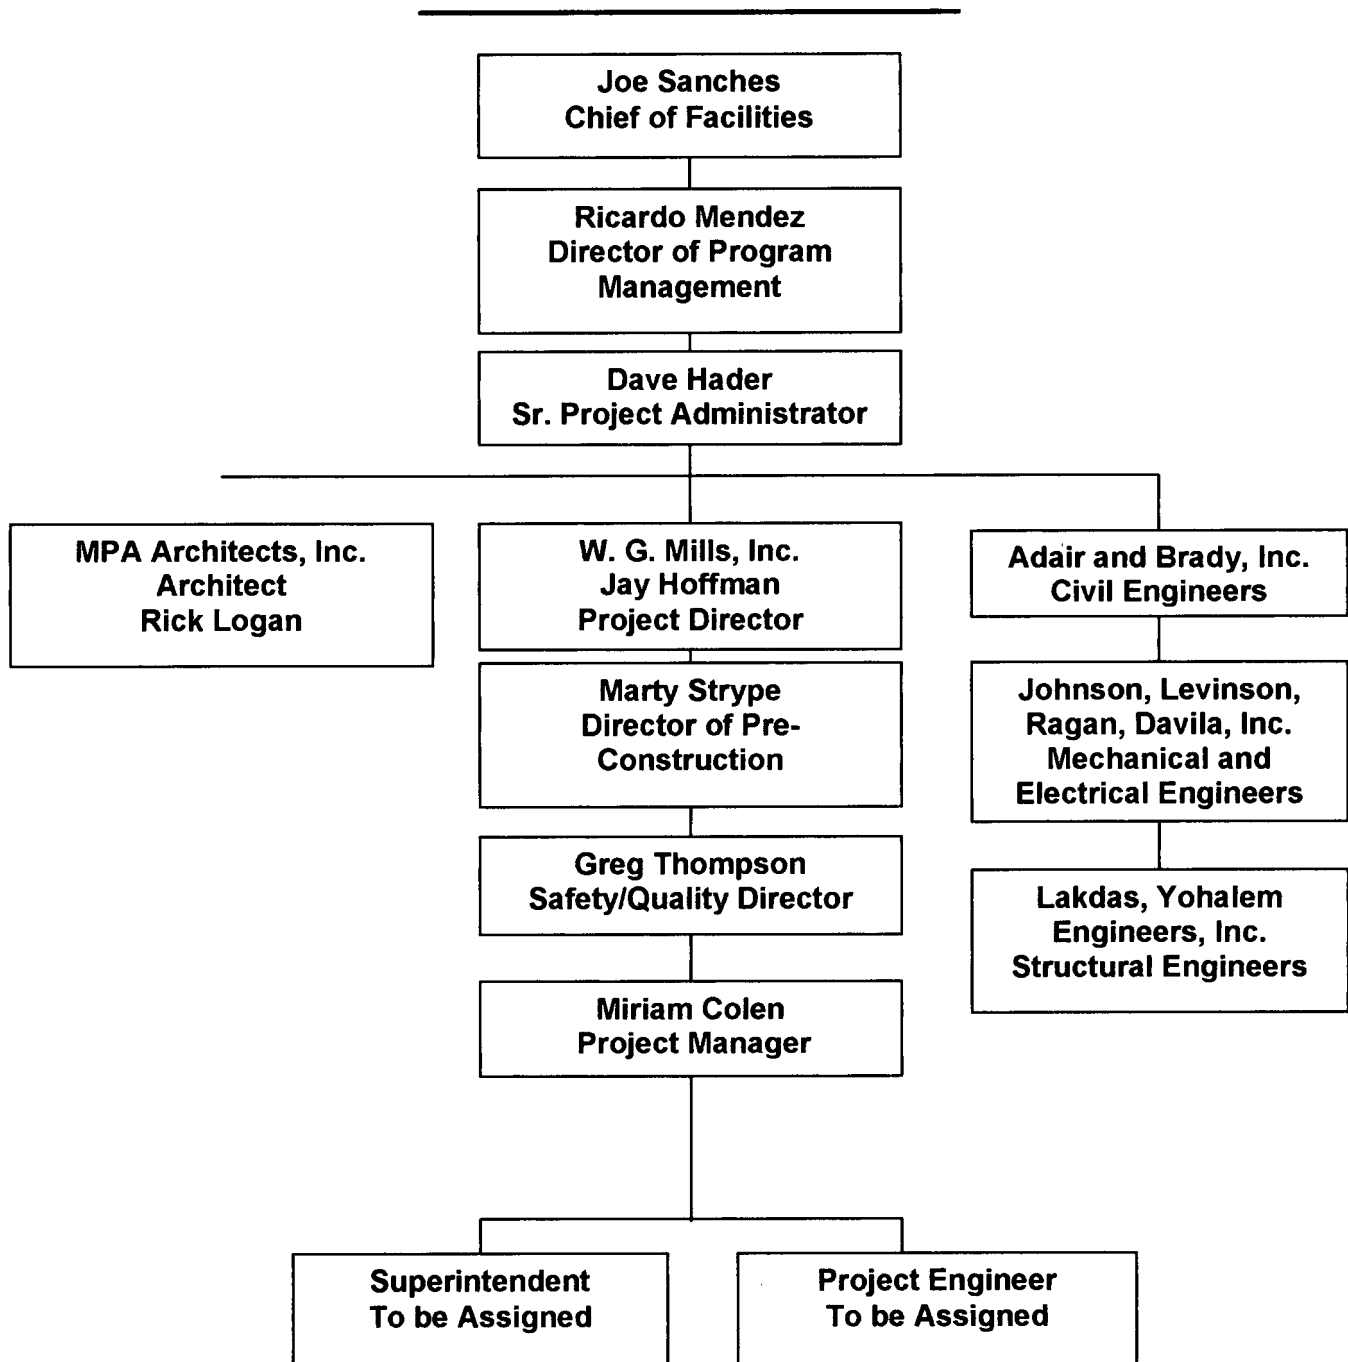 Joe Sanches
Chief of Facilities
Ricardo Mendez
Director of Program
Management
Dave Hader
Sr. Project Administrator
MPA Architects, Inc.
Architect
Rick Logan
W. G. Mills, Inc.
Jay Hoffman
Project Director
Marty Strype
Director of Pre-
Construction
Greg Thompson
Safety/Quality Director
Miriam Colen
Project Manager
Adair and Brady, Inc.
Civil Engineers
Johnson, Levinson,
Ragan, Davila, Inc.
Mechanical and
Electrical Engineers
Lakdas, Yohalem
Engineers, Inc.
Structural Engineers
Superintendent
To be Assigned
Project Engineer
To be Assigned